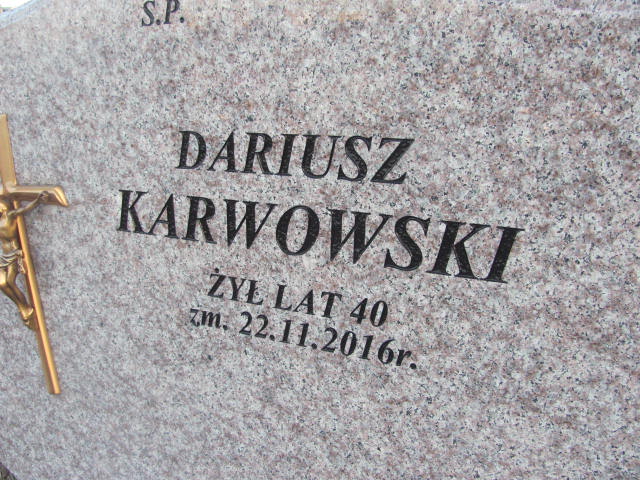 Ś.P.
DARIUSZ
KARWOWSKI
ŻYŁ LAT 40
zm. 22.11.2016r.